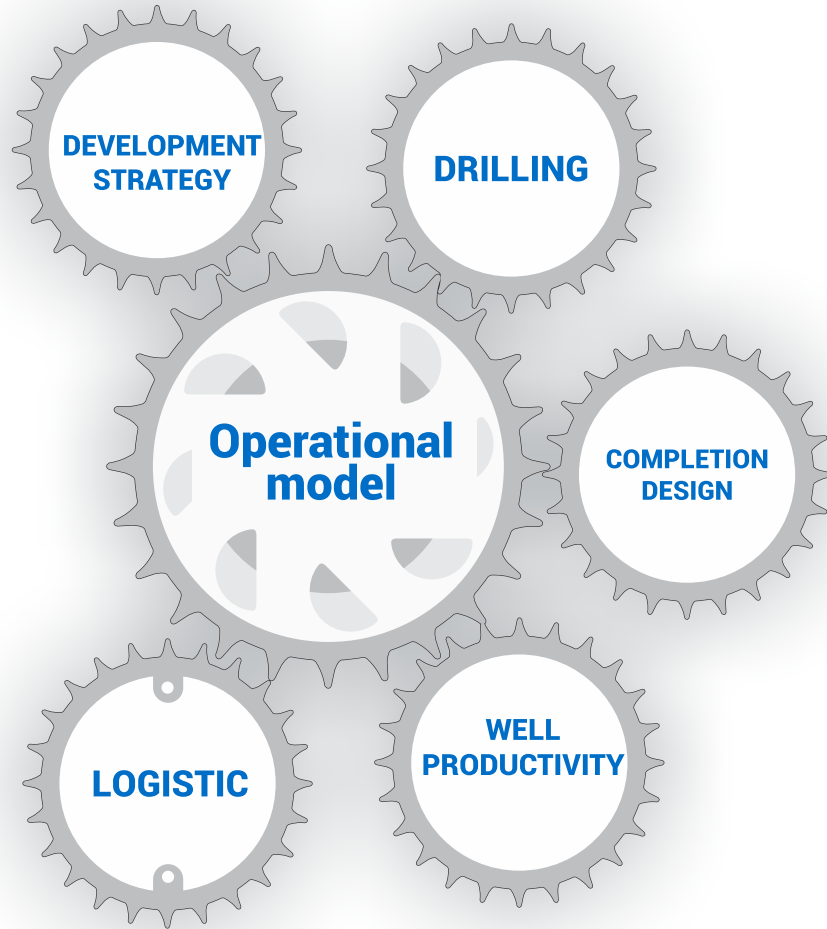 DEVELOPMENT
STRATEGY
DRILLING
Operational
model
COMPLETION
DESIGN
LOGISTIC
WELL
PRODUCTIVITY